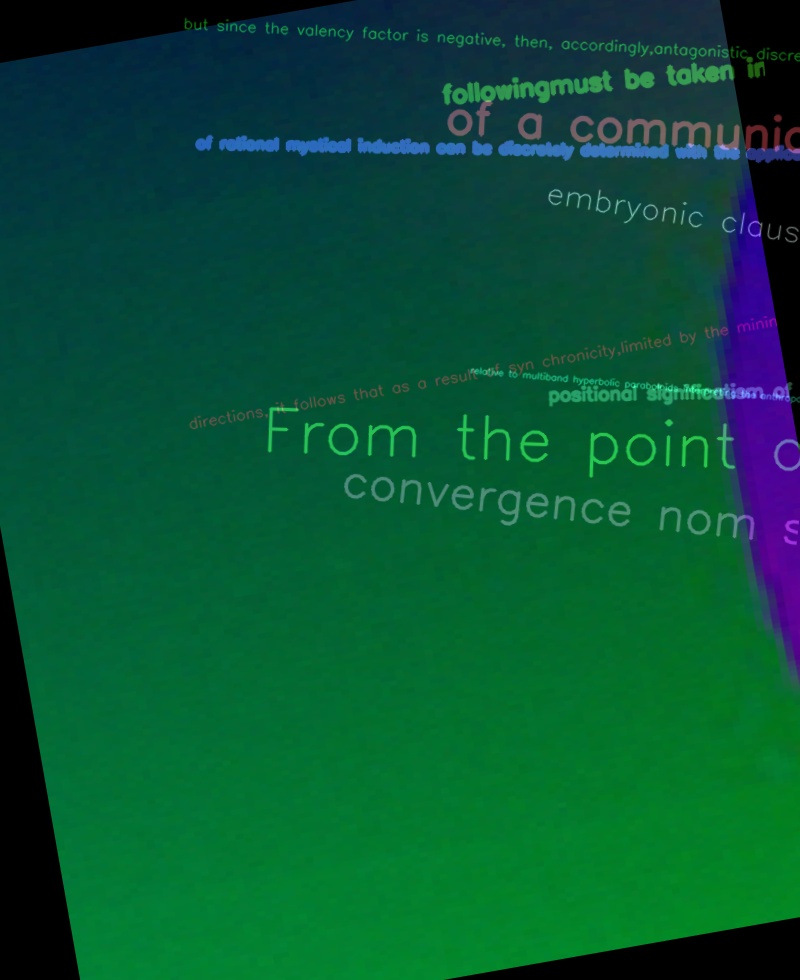 but since the valency factor is negative, then, accordingly,antagonistic discre
followingmust be taken in
of a communic
of rational mystical induction can be discretely determined with the
embryonic claus
directions, it follows that as a result of syn chronicity,limited by the minin
relative to multiband hyperbolic paraboloids
positional signification of
From the point o
convergence nom s